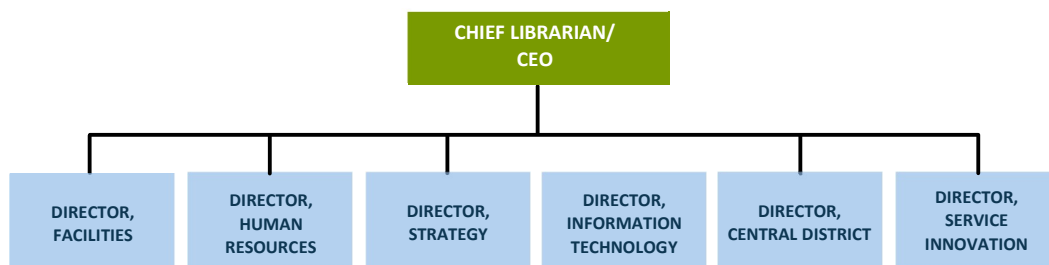 CHIEF LIBRARIAN/
CEO
DIRECTOR,
FACILITIES
DIRECTOR,
HUMAN
RESOURCES
DIRECTOR,
STRATEGY
DIRECTOR,
INFORMATION
TECHNOLOGY
DIRECTOR,
CENTRAL DISTRICT
DIRECTOR,
SERVICE
INNOVATION